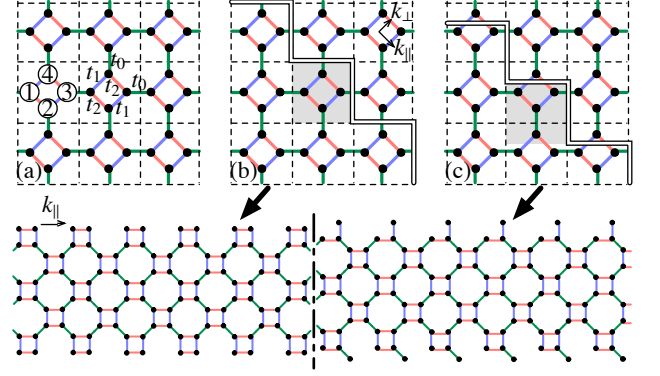 t₀
t₁
t₂
t₀
t₂
t₁
④
①
③
②
(a)
k⊥
k∥
(b)
(c)
k∥